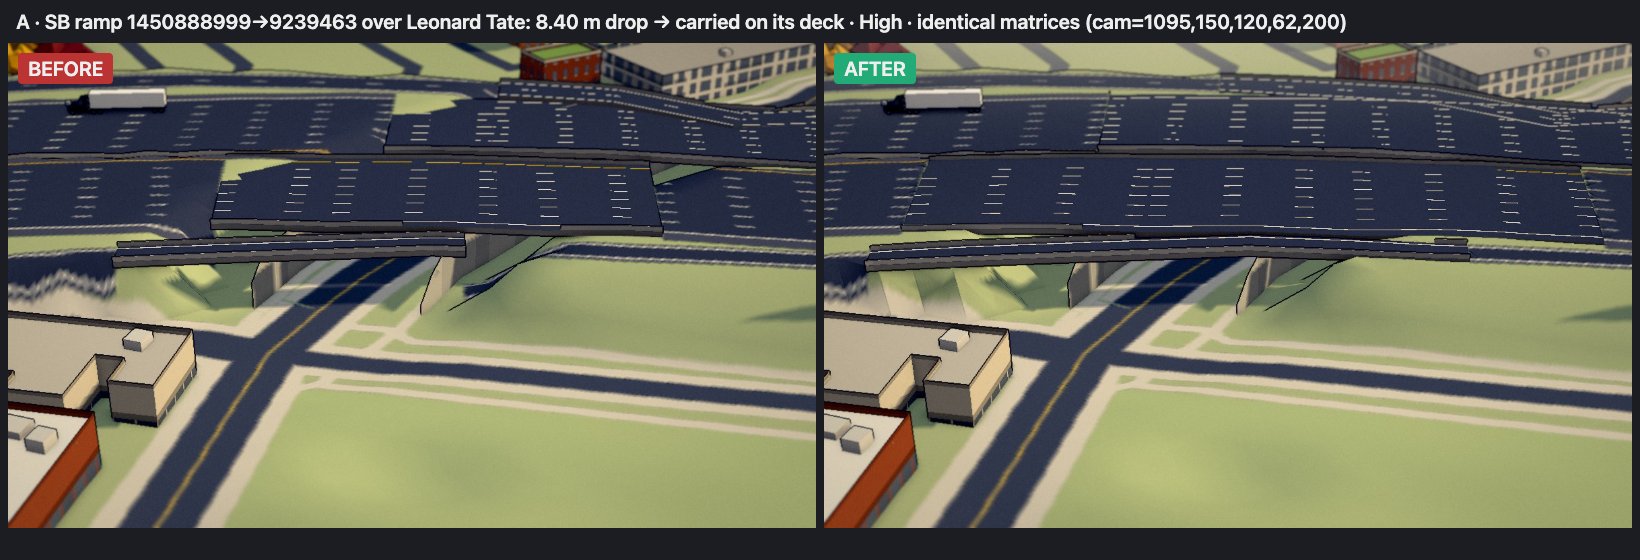 A · SB ramp 1450888999→9239463 over Leonard Tate: 8.40 m drop → carried on its deck · High · identical matrices (cam=1095,150,120,62,200)
BEFORE
AFTER